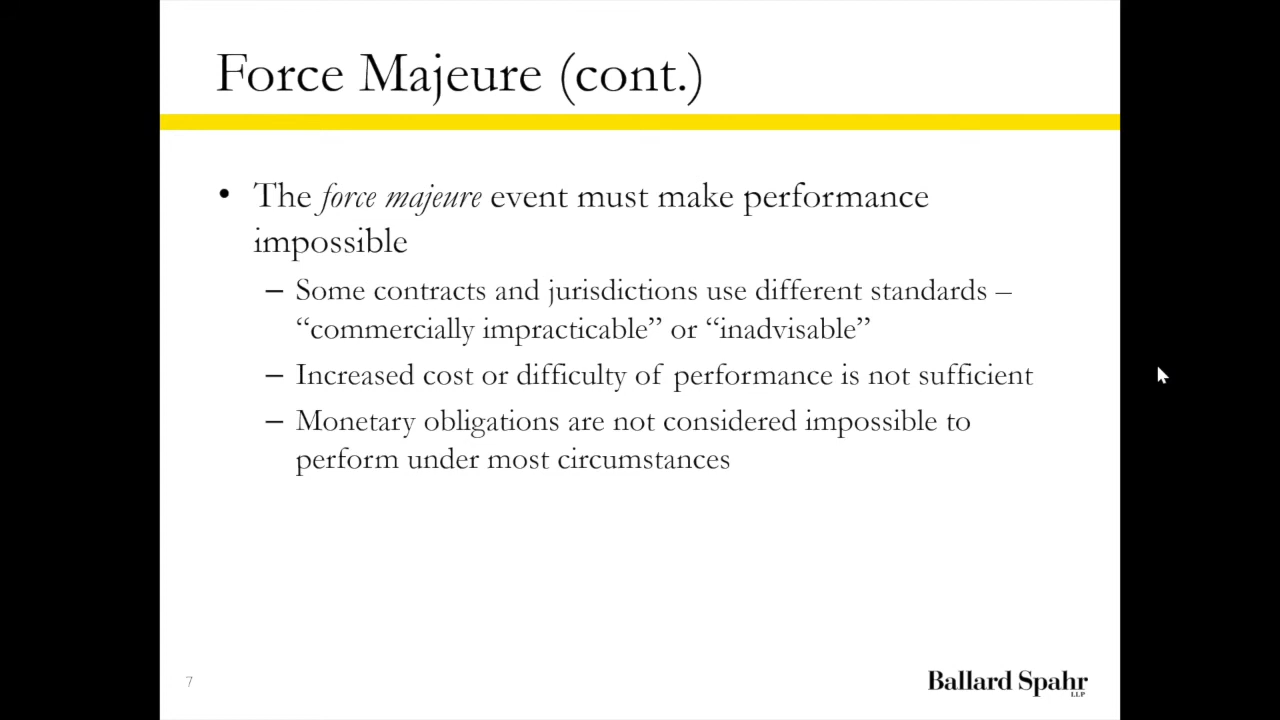 Force Majeure (cont.)
• The force majeure event must make performance
impossible
– Some contracts and jurisdictions use different standards –
“commercially impracticable” or “inadvisable”
– Increased cost or difficulty of performance is not sufficient
– Monetary obligations are not considered impossible to
perform under most circumstances
7
Ballard Spahr
LLP